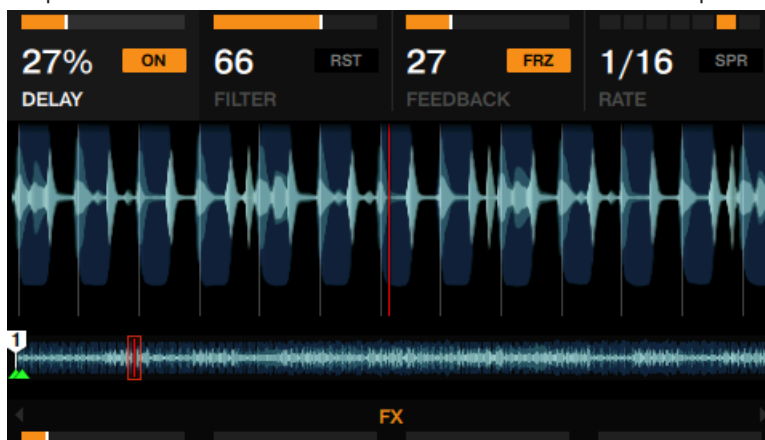 27% ON 66 RST 27 FRZ 1/16 SPR
DELAY FILTER FEEDBACK RATE
1
FX